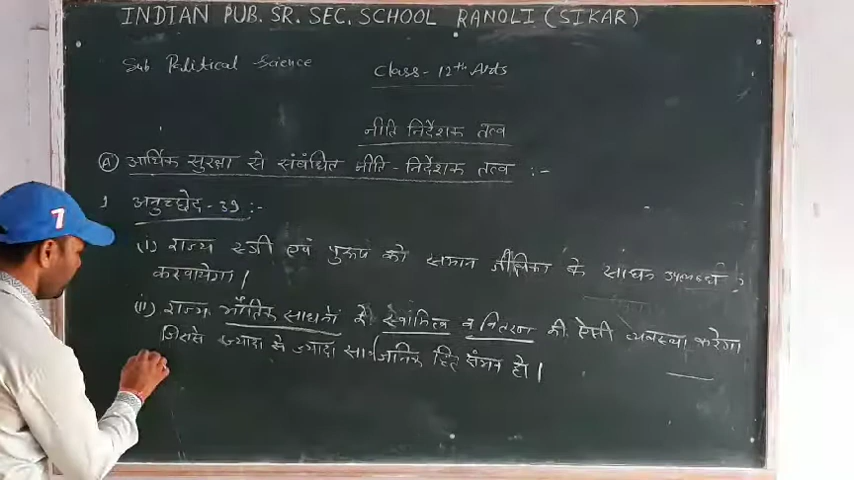 INDIAN PUB. SR. SEC. SCHOOL RANOLI (SIKAR)
Sub Political Science
Class - 12th Arts
नीति निर्देशक तत्व
(A) आर्थिक सुरक्षा से संबंधित नीति - निर्देशक तत्व :-
1 अनुच्छेद - 39 :-
(i) राज्य स्त्री एवं पुरूष को समान जीविका के साधन उपलब्ध
करवायेगा।
(ii) राज्य भौतिक साधनों के स्वामित्व व वितरण की ऐसी व्यवस्था करेगा
जिससे ज्यादा से ज्यादा सार्वजनिक हित संभव हो।